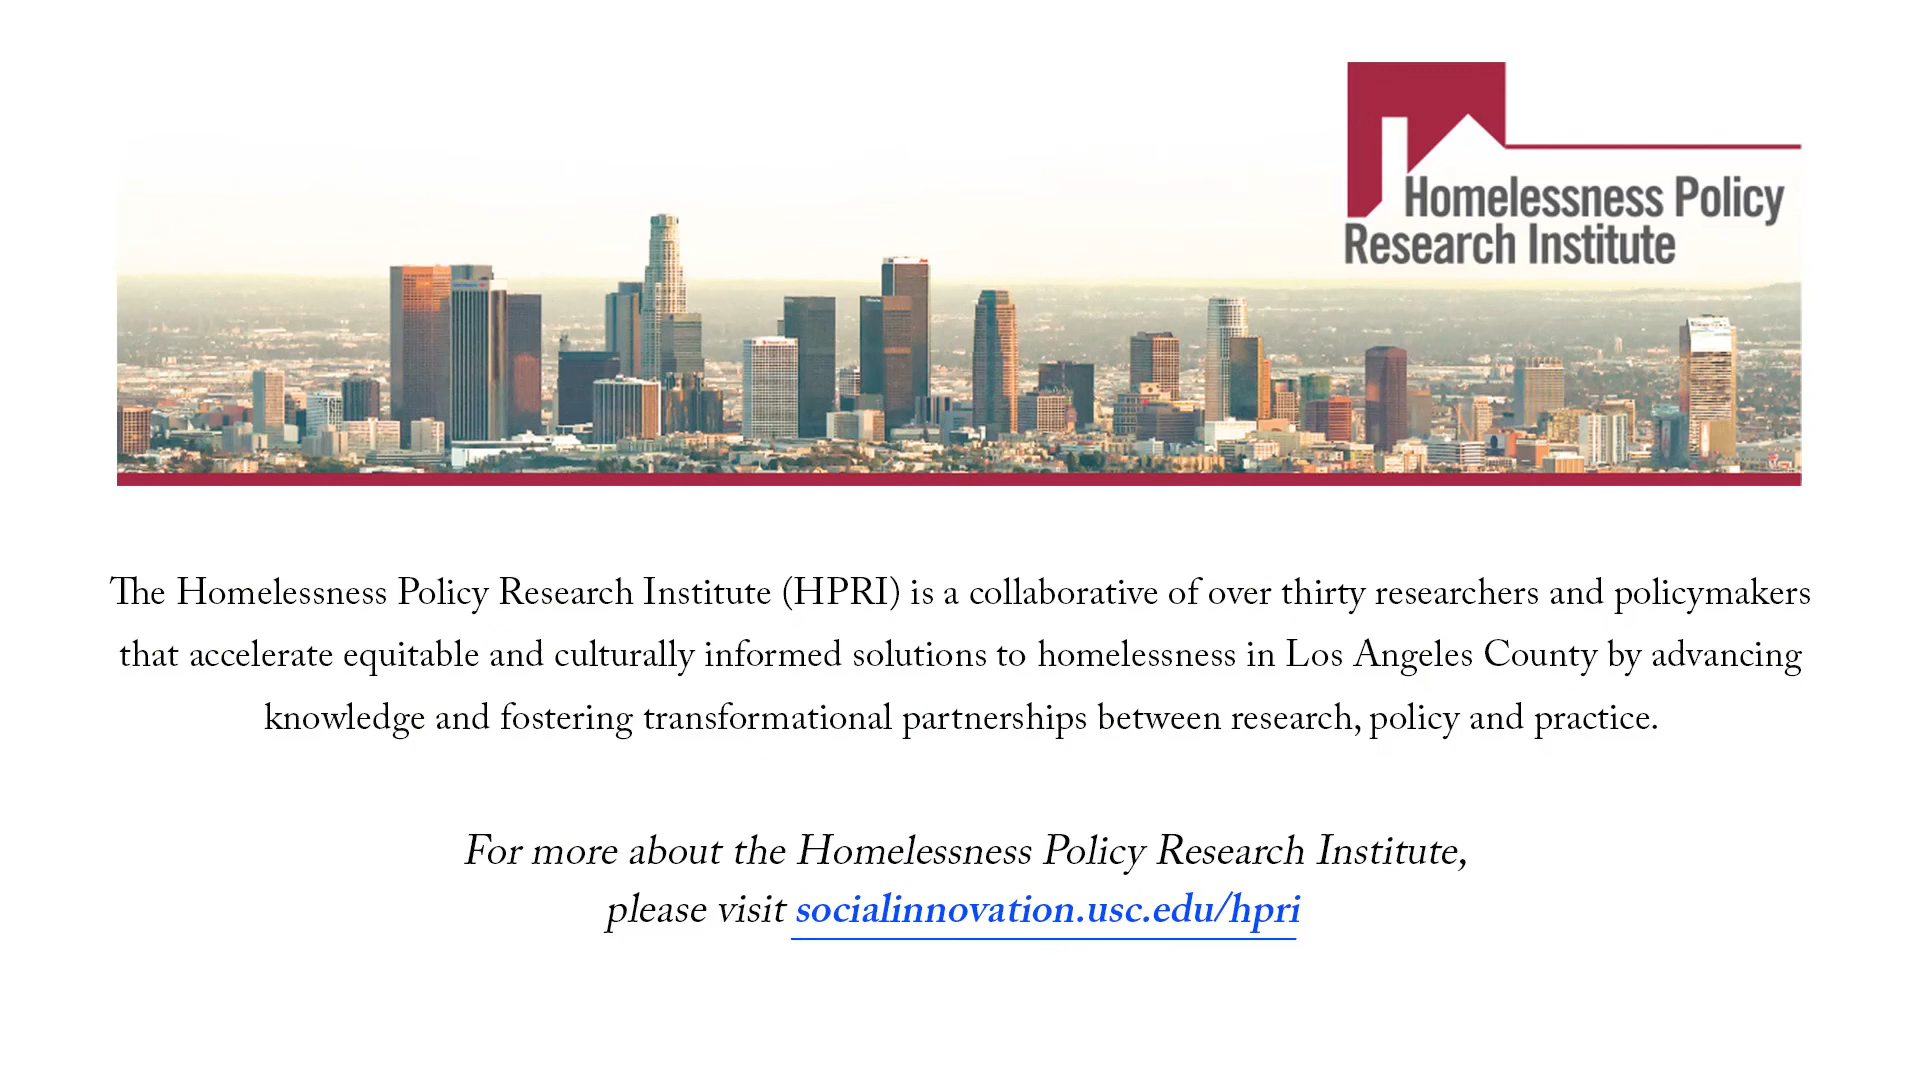 Homelessness Policy
Research Institute
The Homelessness Policy Research Institute (HPRI) is a collaborative of over thirty researchers and policymakers
that accelerate equitable and culturally informed solutions to homelessness in Los Angeles County by advancing
knowledge and fostering transformational partnerships between research, policy and practice.
For more about the Homelessness Policy Research Institute,
please visit socialinnovation.usc.edu/hpri